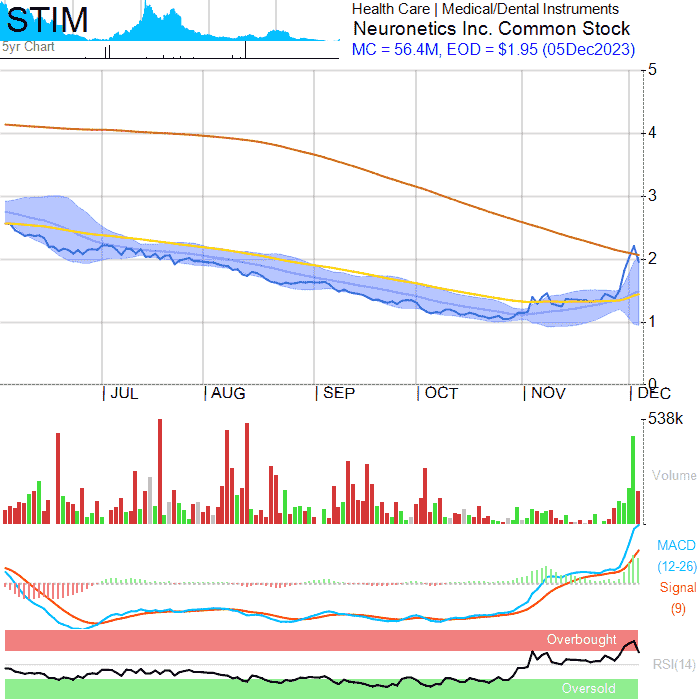 STIM
5yr Chart
Health Care | Medical/Dental Instruments
Neuronetics Inc. Common Stock
MC = 56.4M, EOD = $1.95 (05Dec2023)
5
4
3
2
1
0
JUL AUG SEP OCT NOV DEC
538k
Volume
MACD
(12-26)
Signal
(9)
Overbought
RSI(14)
Oversold